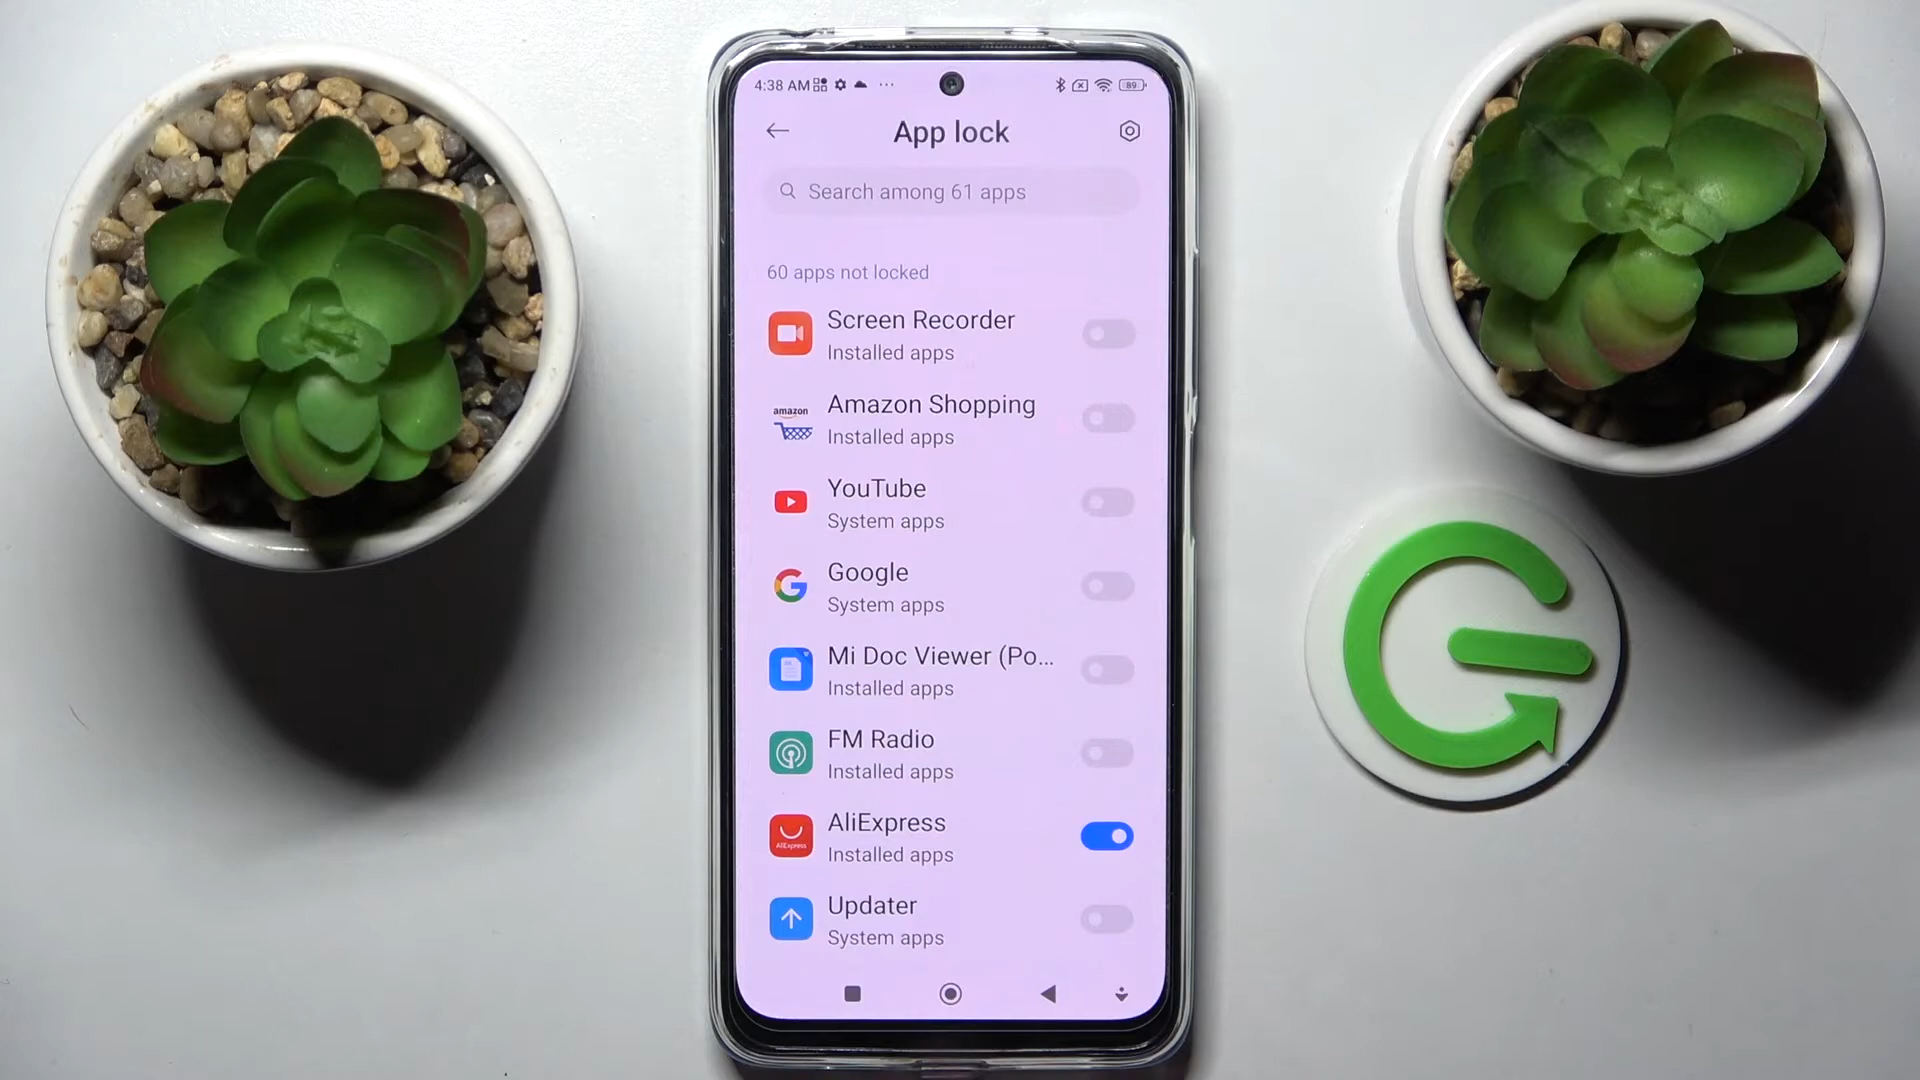 4:38 AM
89
App lock
Search among 61 apps
60 apps not locked
Screen Recorder
Installed apps
amazon
Amazon Shopping
Installed apps
YouTube
System apps
Google
System apps
Mi Doc Viewer (Po...
Installed apps
FM Radio
Installed apps
AliExpress
AliExpress
Installed apps
Updater
System apps